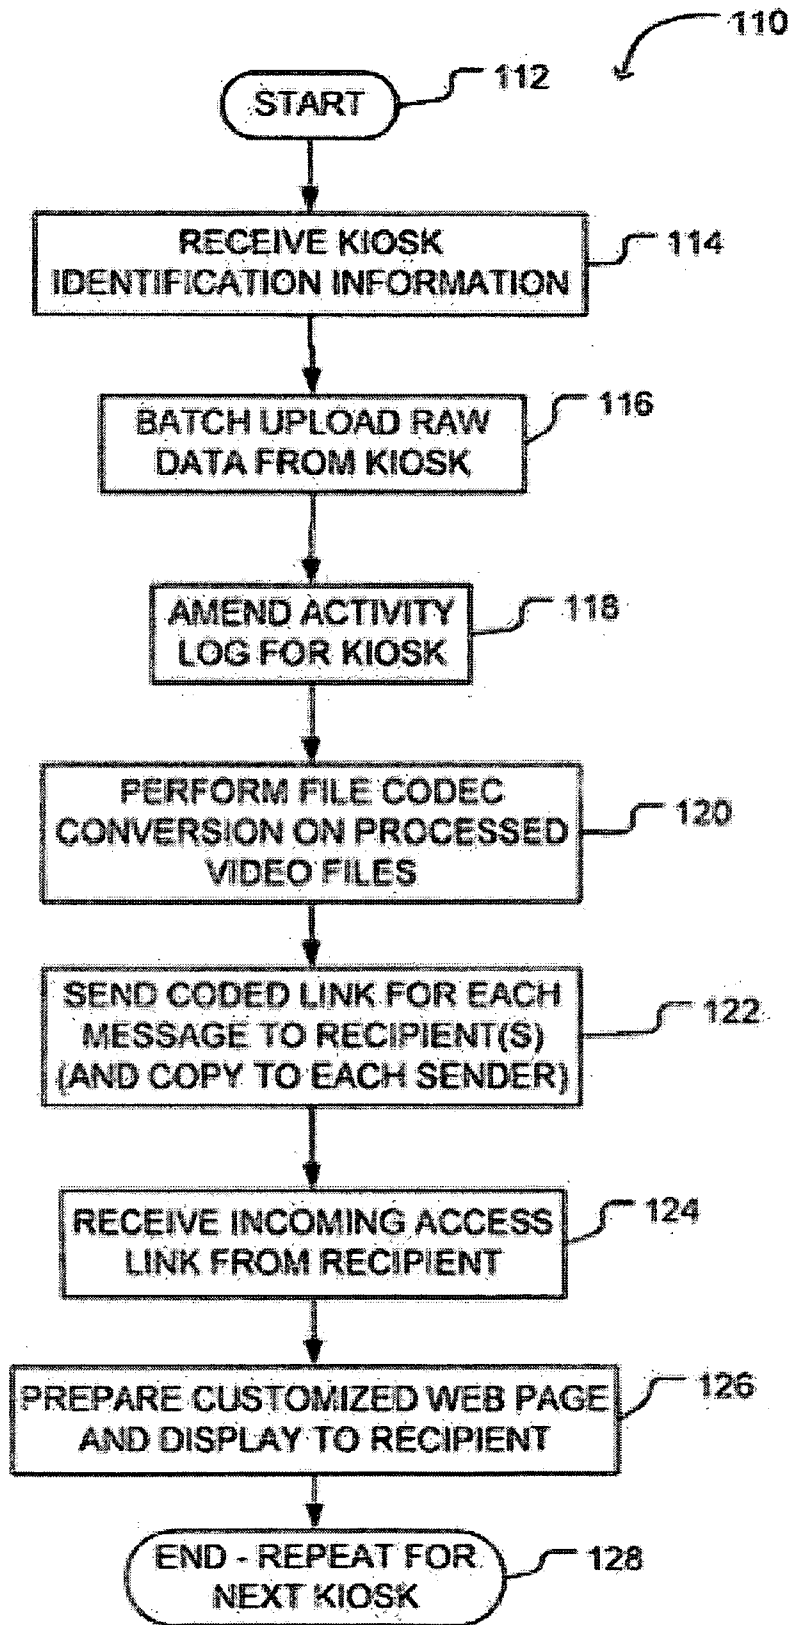 110
START
112
RECEIVE KIOSK
IDENTIFICATION INFORMATION
114
BATCH UPLOAD RAW
DATA FROM KIOSK
116
AMEND ACTIVITY
LOG FOR KIOSK
118
PERFORM FILE CODEC
CONVERSION ON PROCESSED
VIDEO FILES
120
SEND CODED LINK FOR EACH
MESSAGE TO RECIPIENT(S)
(AND COPY TO EACH SENDER)
122
RECEIVE INCOMING ACCESS
LINK FROM RECIPIENT
124
PREPARE CUSTOMIZED WEB PAGE
AND DISPLAY TO RECIPIENT
126
END - REPEAT FOR
NEXT KIOSK
128